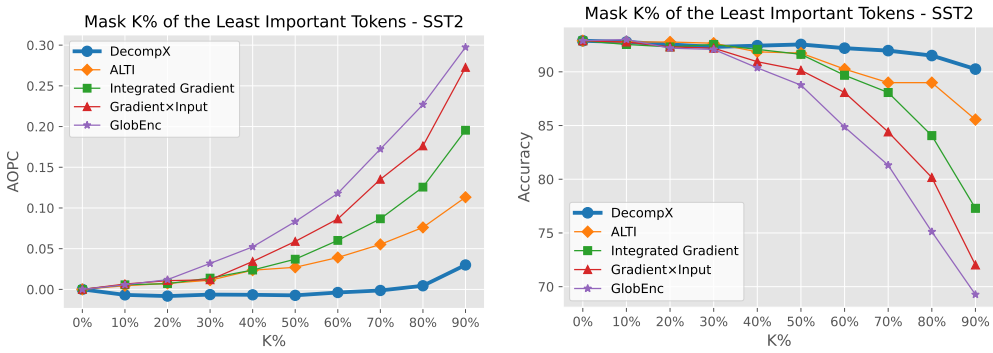 Mask K% of the Least Important Tokens - SST2
0.30
0.25
0.20
0.15
0.10
0.05
0.00
AOPC
DecompX
ALTI
Integrated Gradient
Gradient×Input
GlobEnc
0% 10% 20% 30% 40% 50% 60% 70% 80% 90%
K%
Mask K% of the Least Important Tokens - SST2
90
85
80
75
70
Accuracy
DecompX
ALTI
Integrated Gradient
Gradient×Input
GlobEnc
0% 10% 20% 30% 40% 50% 60% 70% 80% 90%
K%